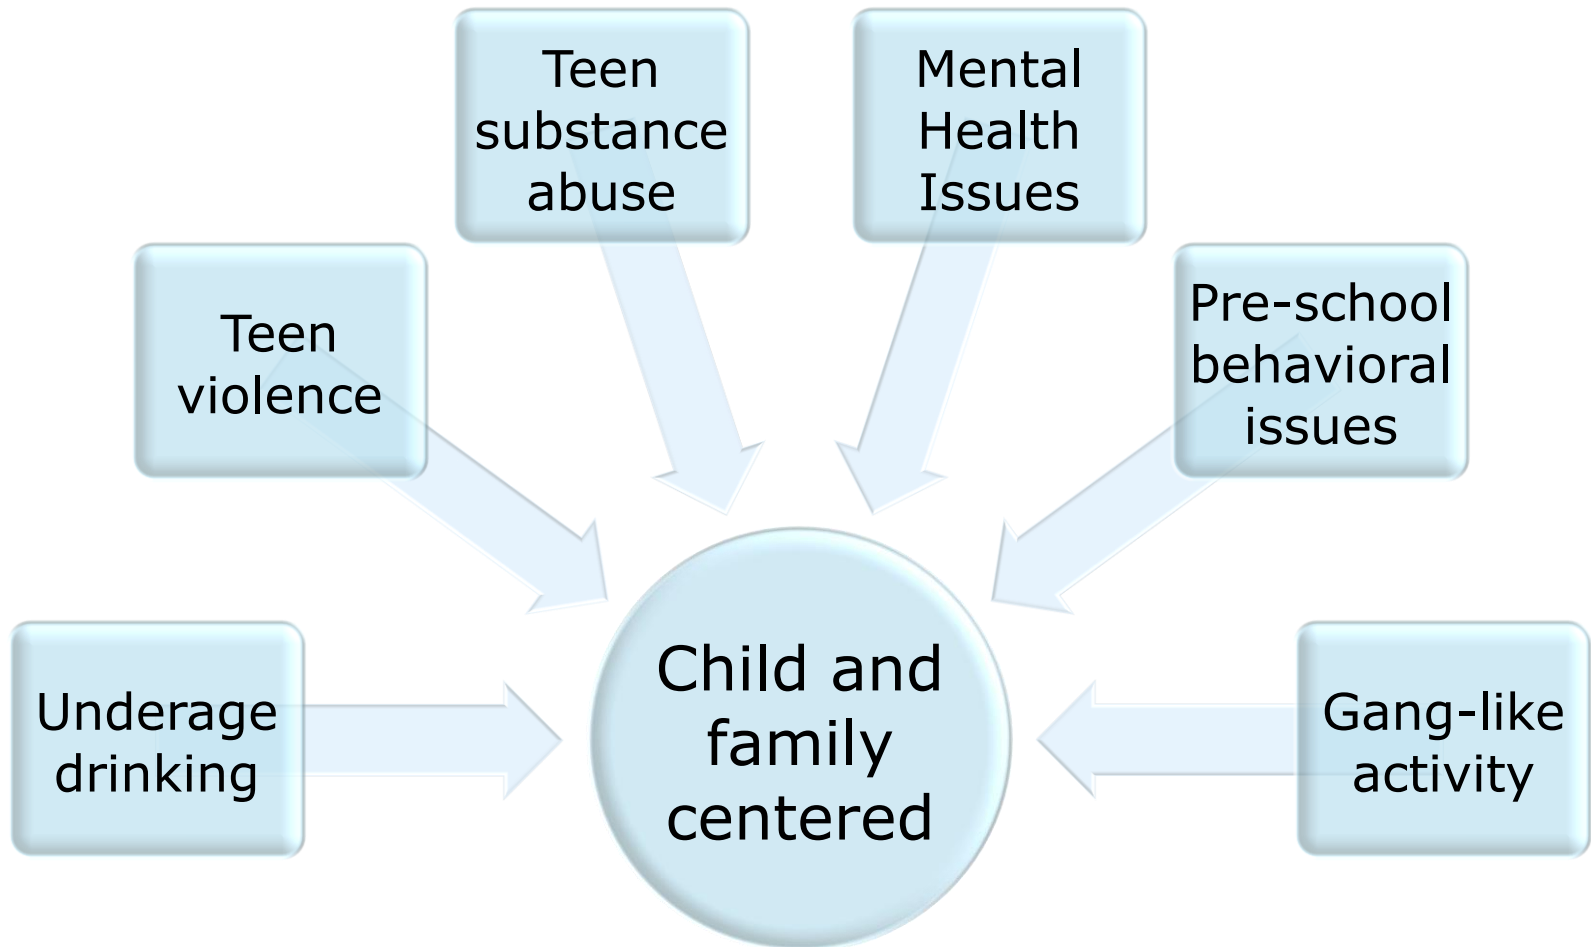 Teen
substance
abuse
Mental
Health
Issues
Teen
violence
Pre-school
behavioral
issues
Underage
drinking
Child and
family
centered
Gang-like
activity